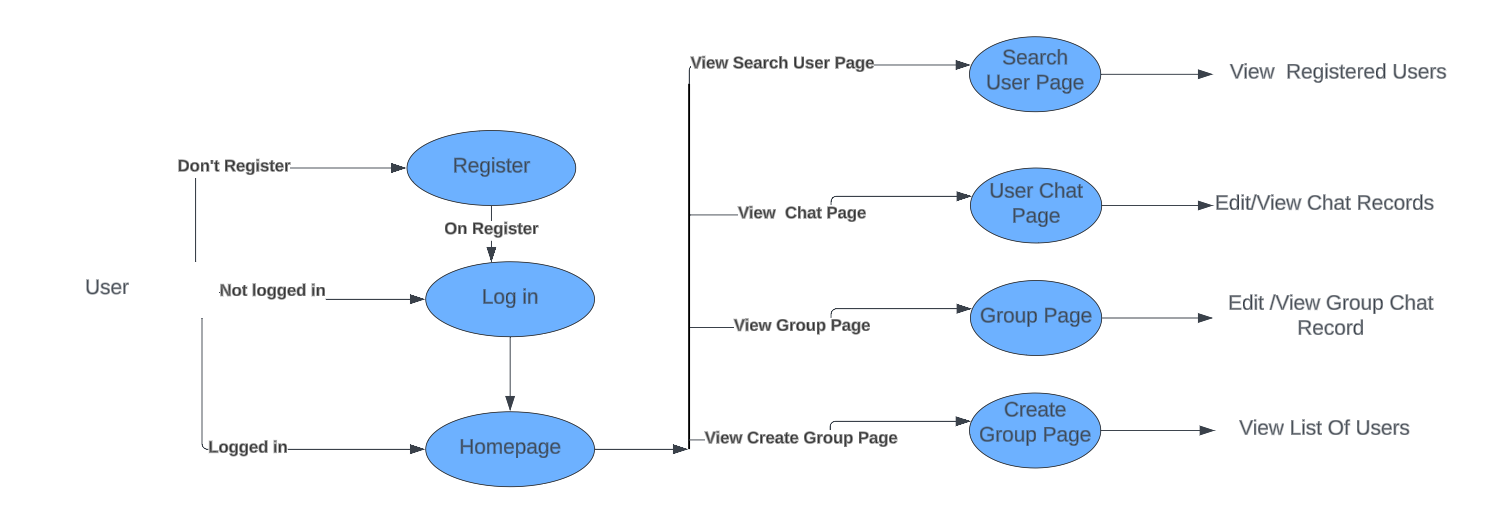 User
Don't Register
Not logged in
Logged in
Register
On Register
Log in
Homepage
View Search User Page
View  Chat Page
View Group Page
View Create Group Page
Search
User Page
User Chat
Page
Group Page
Create
Group Page
View  Registered Users
Edit/View Chat Records
Edit /View Group Chat
Record
View List Of Users